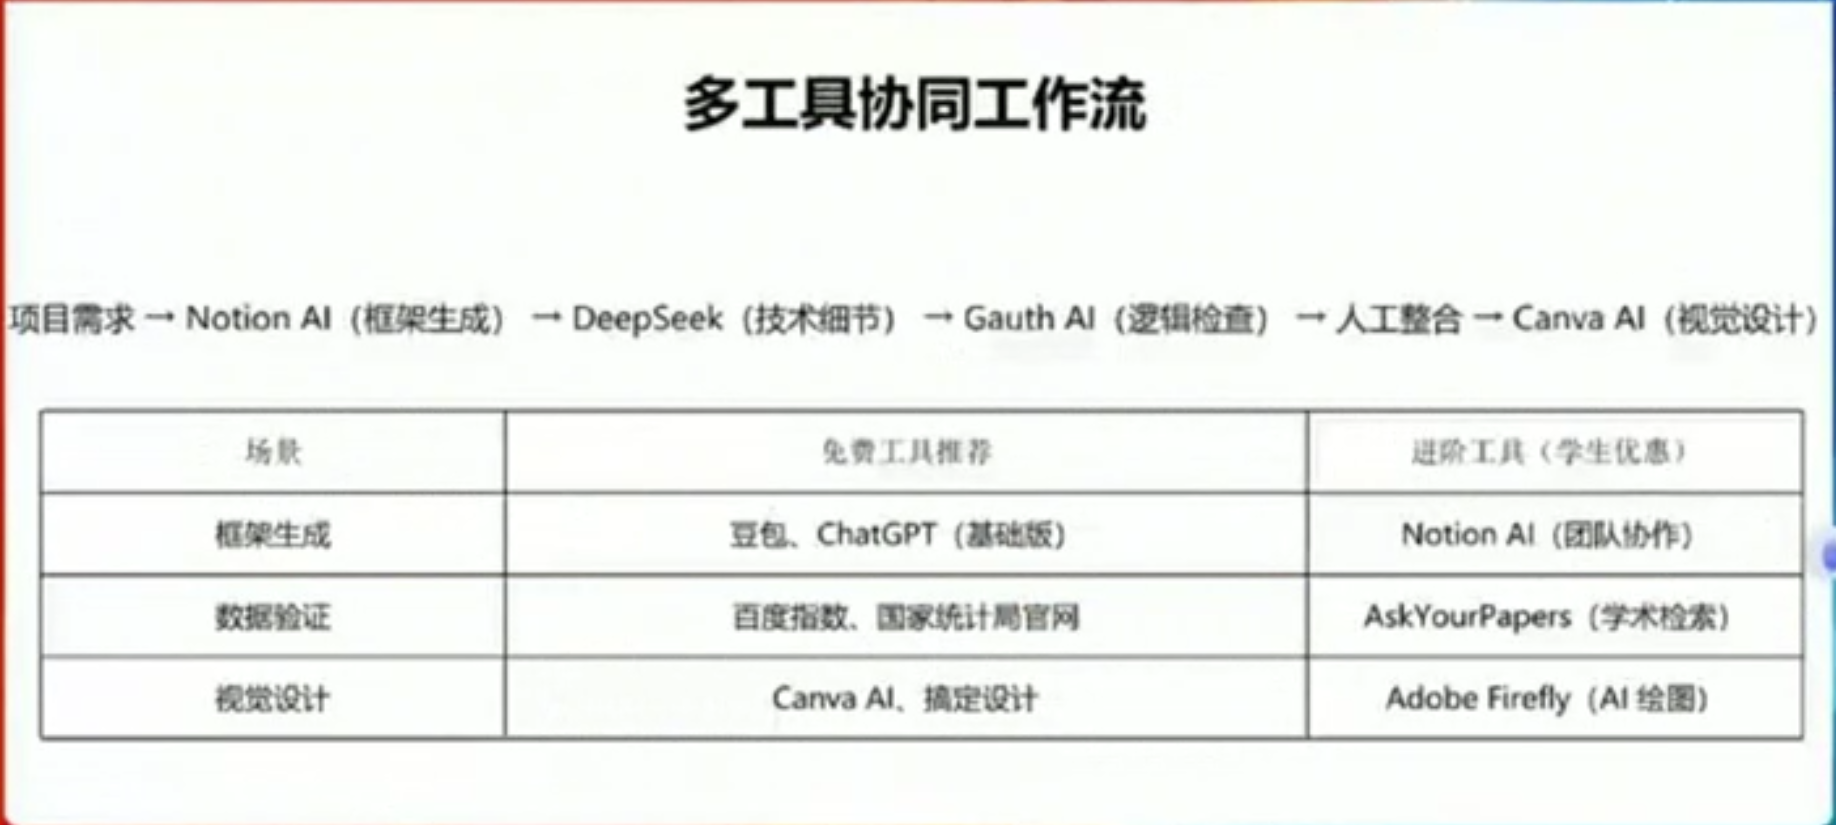 多工具协同工作流
项目需求 → Notion AI（框架生成） → DeepSeek（技术细节） → Gauth AI（逻辑检查） → 人工整合 → Canva AI（视觉设计）
场景 免费工具推荐 进阶工具（学生优惠）
框架生成 豆包、ChatGPT（基础版） Notion AI（团队协作）
数据验证 百度指数、国家统计局官网 AskYourPapers（学术检索）
视觉设计 Canva AI、搞定设计 Adobe Firefly（AI 绘图）